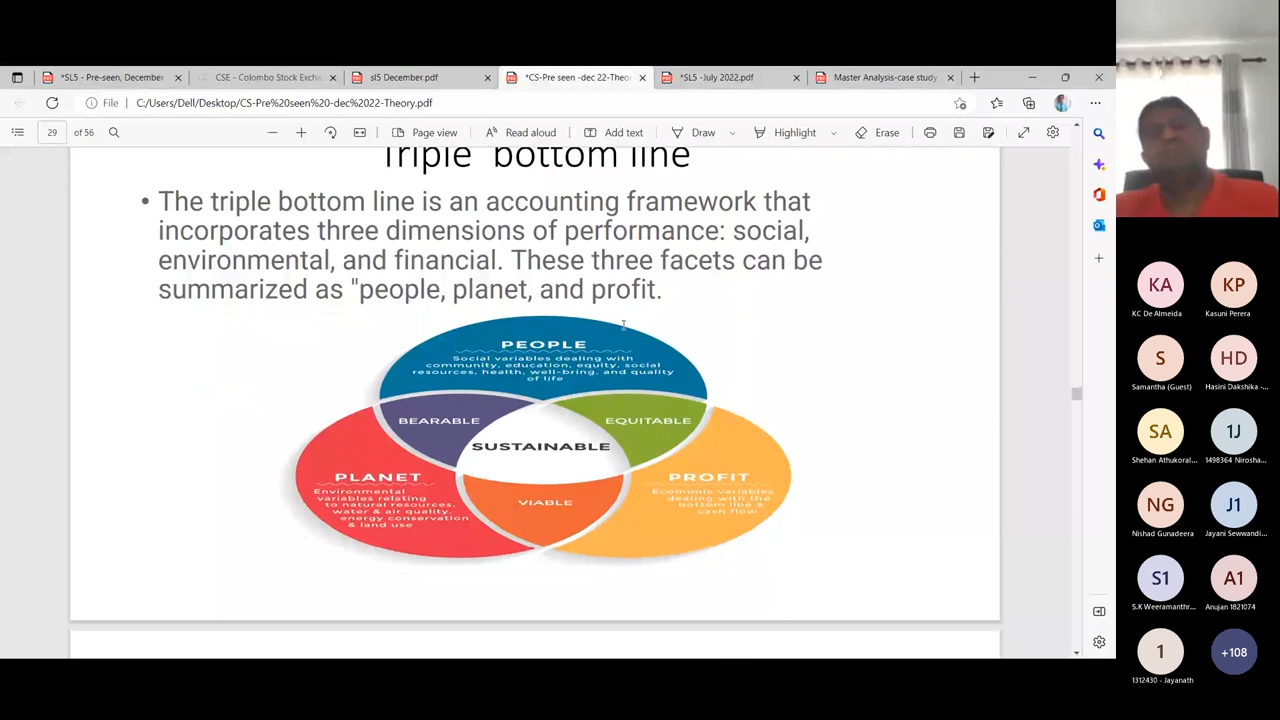 *SL5 - Pre-seen, December
CSE - Colombo Stock Excha
sl5 December.pdf
*CS-Pre seen -dec 22-Theor
*SL5 -July 2022.pdf
Master Analysis-case study
File
C:/Users/Dell/Desktop/CS-Pre%20seen%20-dec%2022-Theory.pdf
29 of 56
Page view
Read aloud
Add text
Draw
Highlight
Erase
Triple bottom line
• The triple bottom line is an accounting framework that
incorporates three dimensions of performance: social,
environmental, and financial. These three facets can be
summarized as "people, planet, and profit.
PEOPLE
Social variables dealing with
community, education, equity, social
resources, health, well-bring, and quality
of life
BEARABLE
EQUITABLE
SUSTAINABLE
PLANET
Environmental
variables relating
to natural resources,
water & air quality,
energy conservation
& land use
PROFIT
Economic variables
dealing with the
bottom line &
cash flow
VIABLE
KA
KC De Almeida
KP
Kasuni Perera
S
Samantha (Guest)
HD
Hasini Dakshika -...
SA
Shehan Athukoral...
1J
1498364 Nirosha...
NG
Nishad Gunadeera
J1
Jayani Sewwandi...
S1
S.K Weeramanthr...
A1
Anujan 1821074
1
1312430 - Jayanath
+108